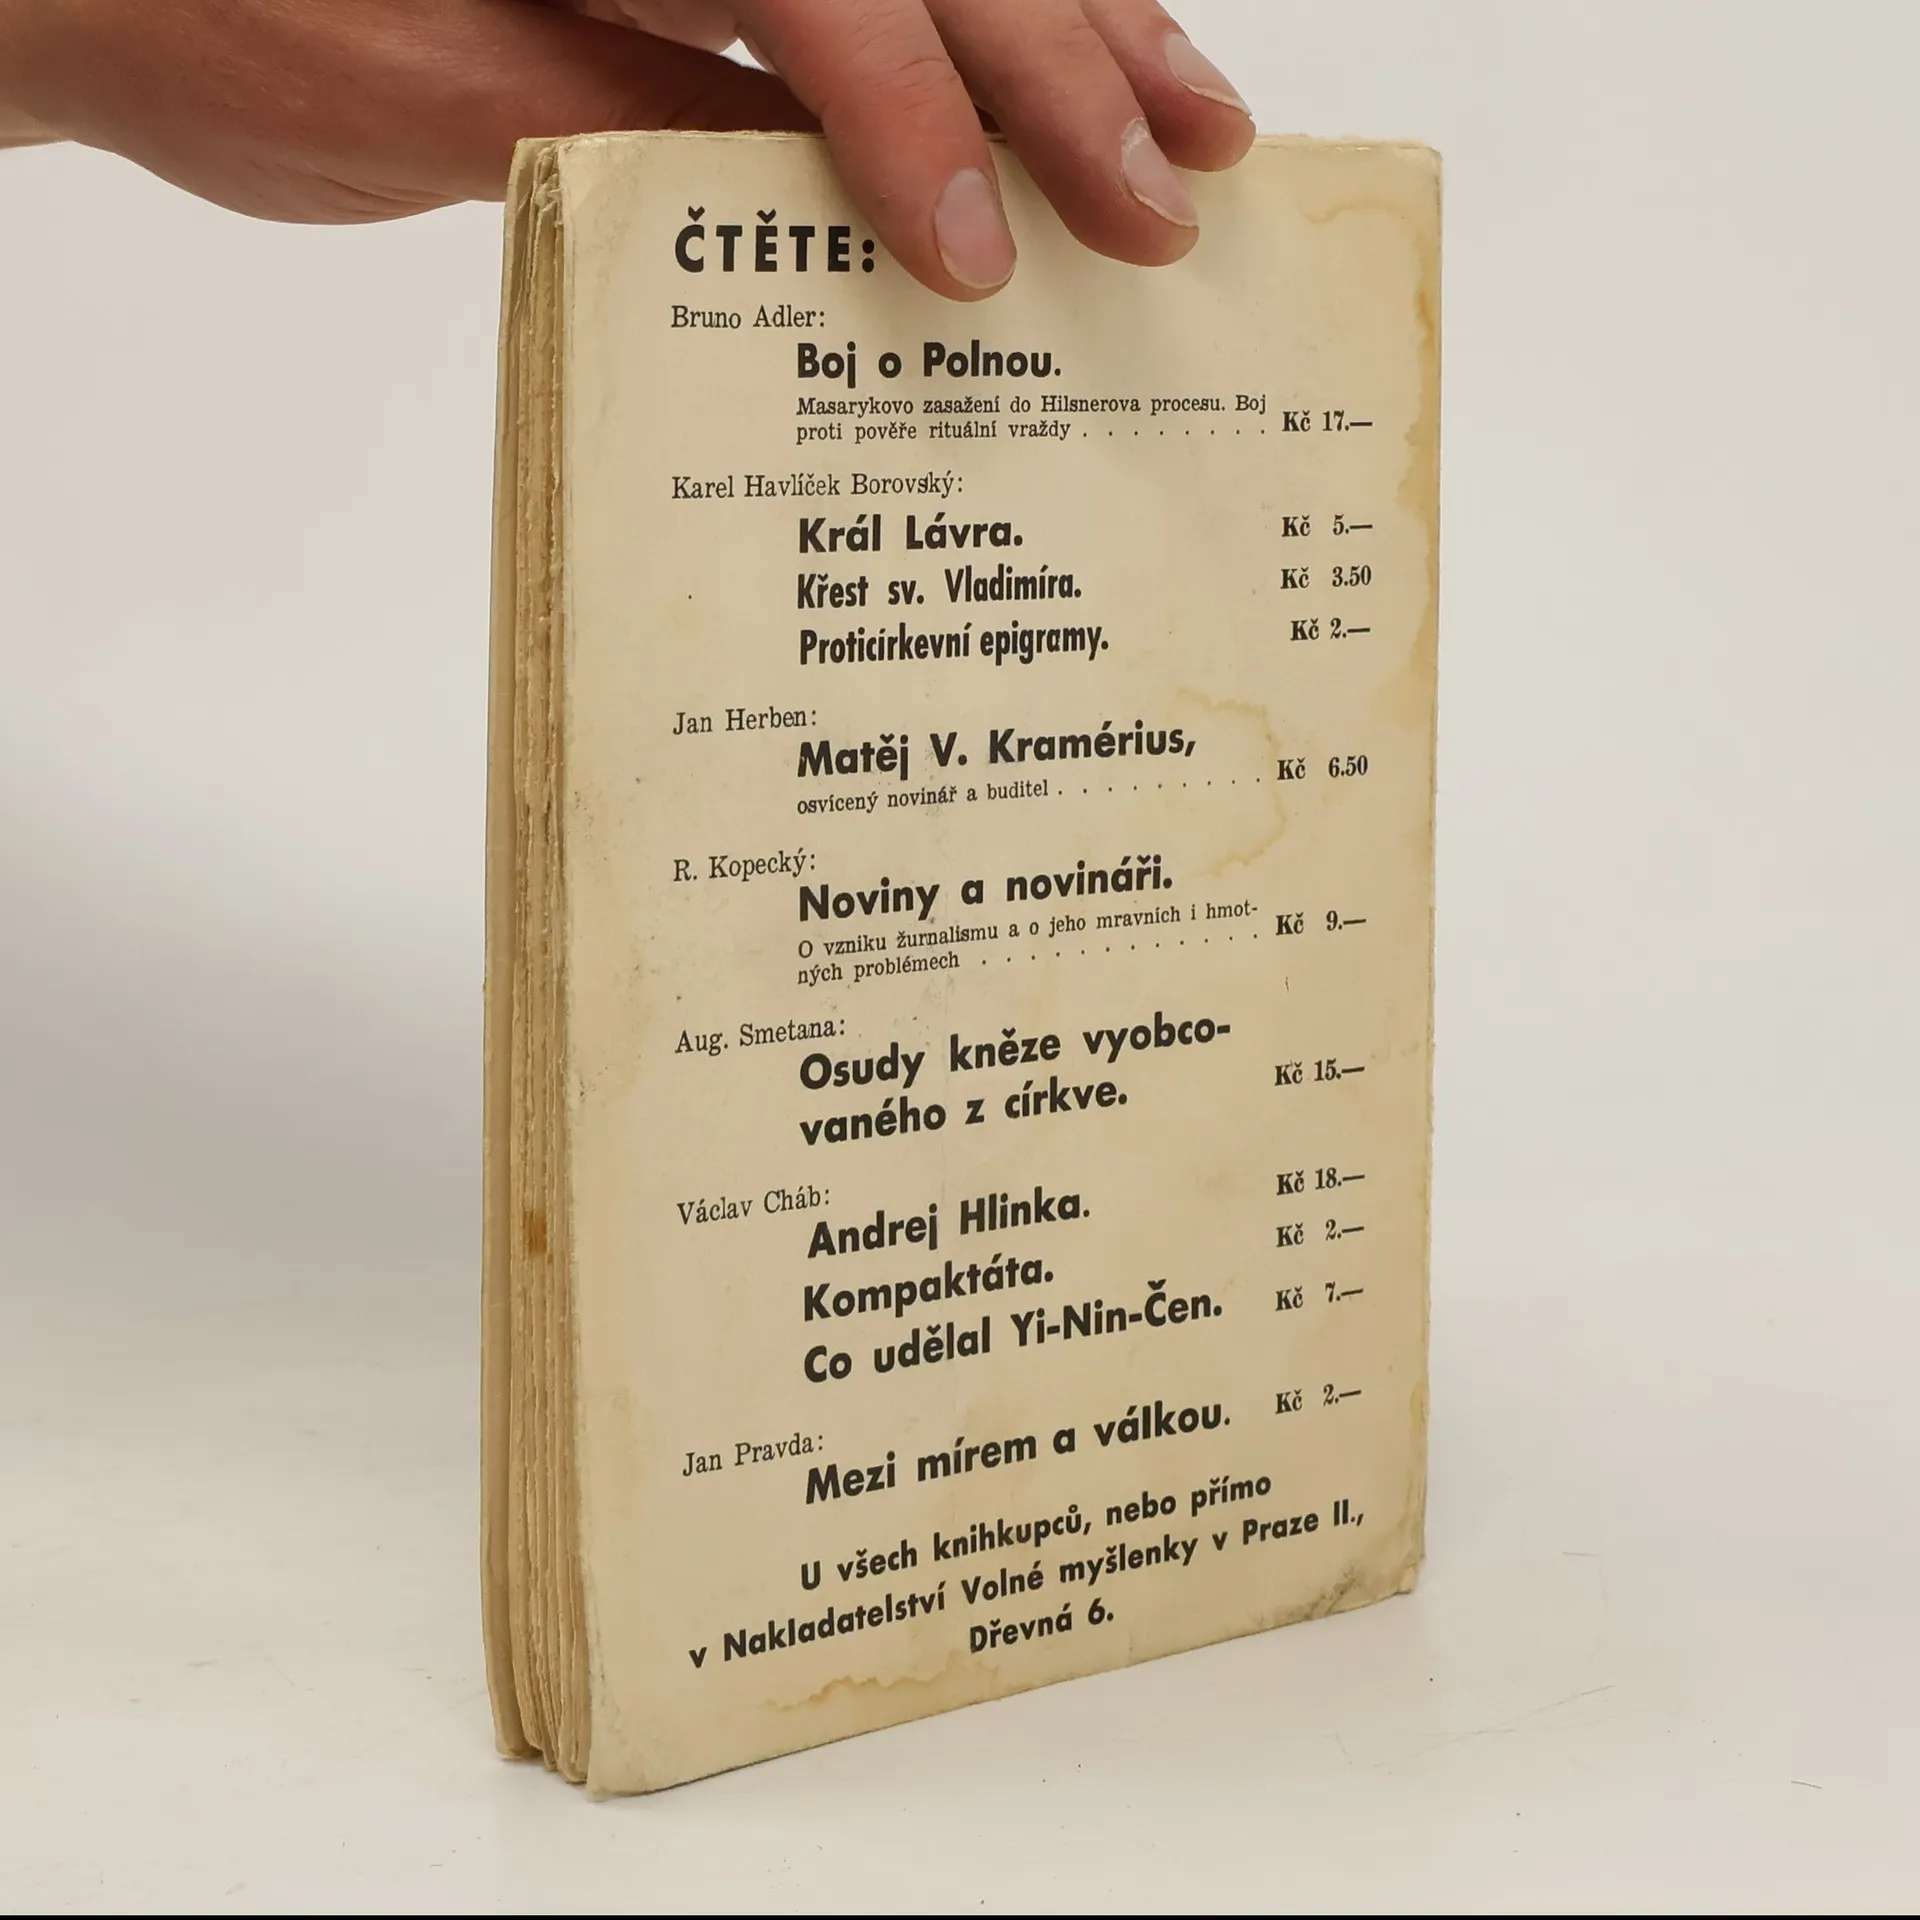 ČTĚTE:
Bruno Adler:
Boj o Polnou.
Masarykovo zasažení do Hilsnerova procesu. Boj
proti pověře rituální vraždy . . . . . . . . Kč 17.—
Karel Havlíček Borovský:
Král Lávra. Kč 5.—
Křest sv. Vladimíra. Kč 3.50
Proticírkevní epigramy. Kč 2.—
Jan Herben:
Matěj V. Kramérius,
osvícený novinář a buditel . . . . . . . . . Kč 6.50
R. Kopecký:
Noviny a novináři.
O vzniku žurnalismu a o jeho mravních i hmot-
ných problémech . . . . . . . . . . . . Kč 9.—
Aug. Smetana:
Osudy kněze vyobco-
vaného z církve. Kč 15.—
Václav Cháb:
Andrej Hlinka. Kč 18.—
Kompaktáta. Kč 2.—
Co udělal Yi-Nin-Čen. Kč 7.—
Jan Pravda:
Mezi mírem a válkou. Kč 2.—
U všech knihkupců, nebo přímo
v Nakladatelství Volné myšlenky v Praze II.,
Dřevná 6.